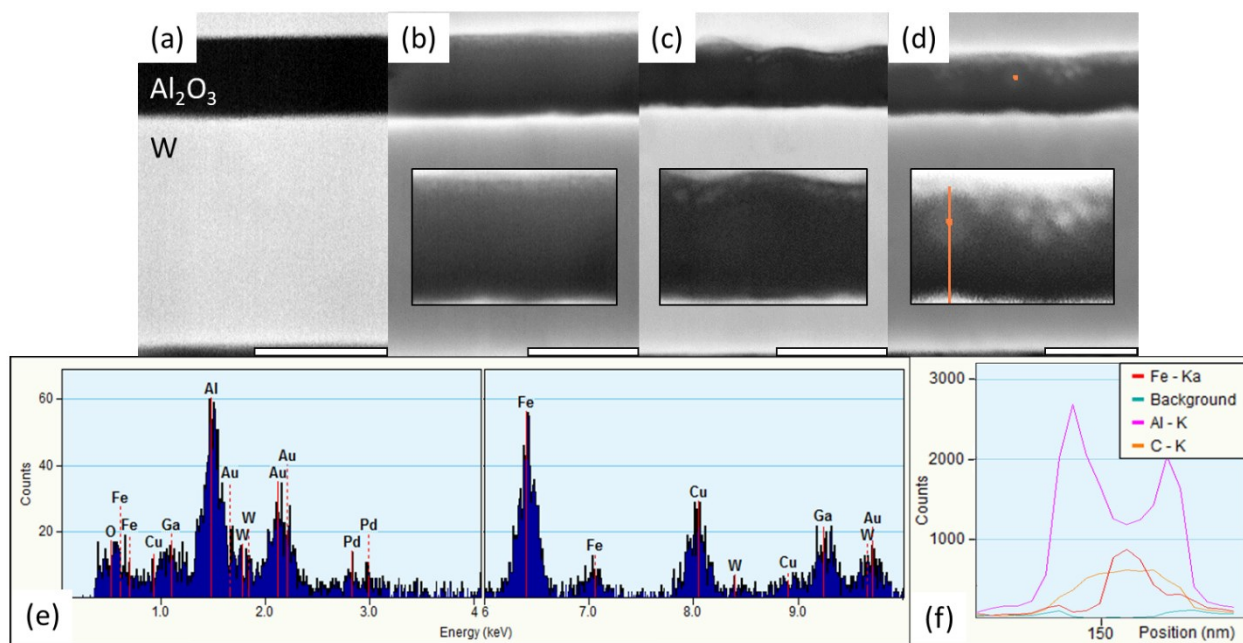 (a)
(b)
(c)
(d)
Al₂O₃
W
60
40
20
Counts
O
Fe
Fe
Cu
Ga
Al
Au
W
W
Au
Au
Pd
Pd
Fe
Fe
Cu
W
Cu
Ga
W
Au
1.0
2.0
3.0
4
6
7.0
8.0
9.0
Energy (keV)
(e)
3000
2000
1000
Counts
Fe - Ka
Background
Al - K
C - K
150
Position (nm)
(f)